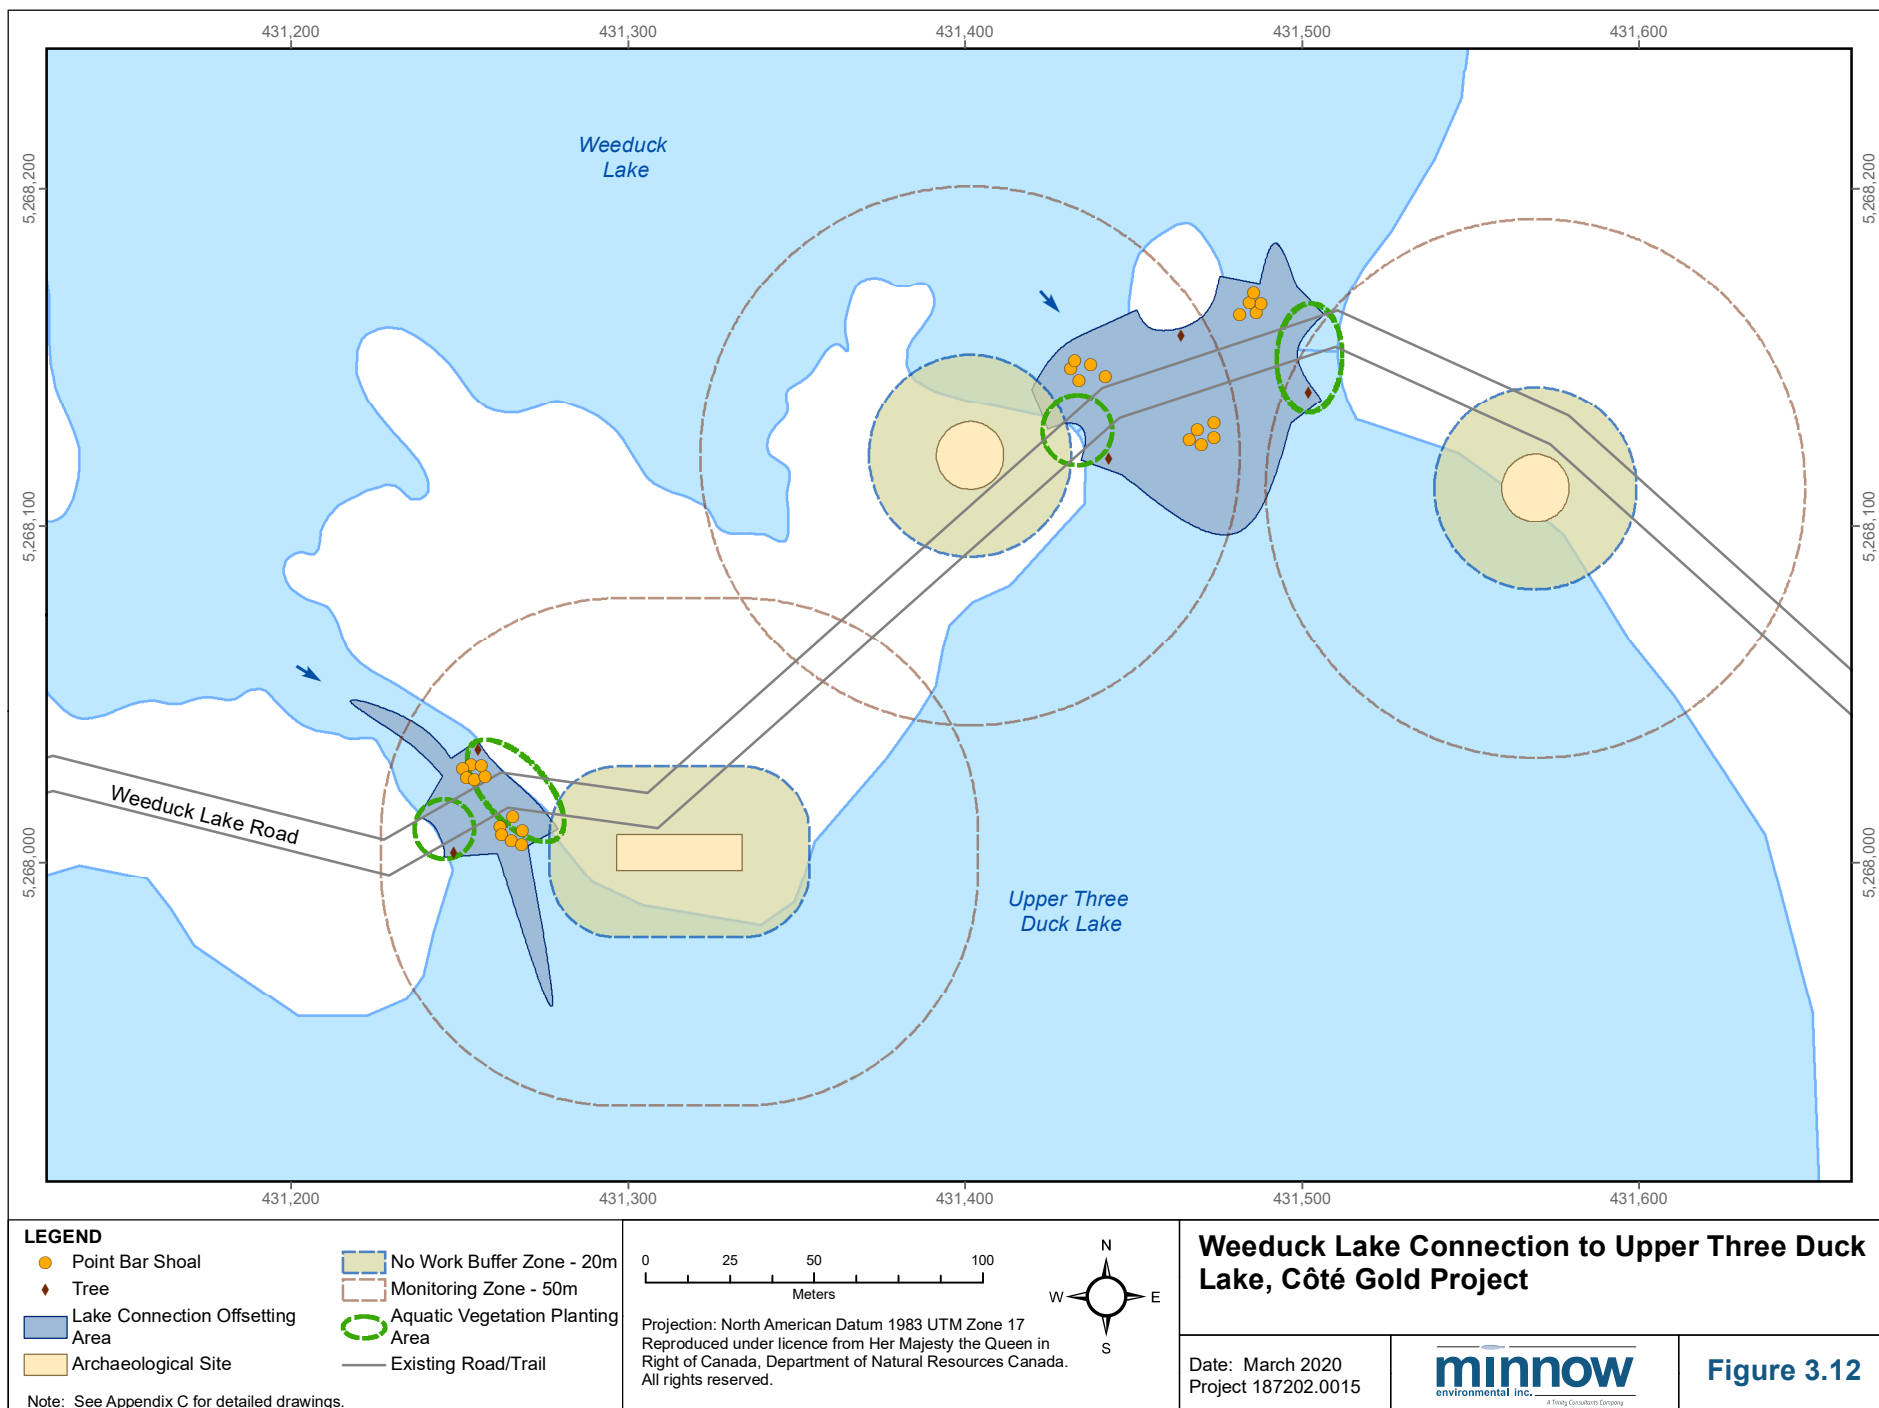 431,200
431,300
431,400
431,500
431,600
5,268,200
5,268,200
Weeduck
Lake
5,268,100
5,268,100
Weeduck Lake Road
5,268,000
5,268,000
Upper Three
Duck Lake
431,200
431,300
431,400
431,500
431,600
LEGEND
Point Bar Shoal
Tree
Lake Connection Offsetting
Area
Archaeological Site
No Work Buffer Zone - 20m
Monitoring Zone - 50m
Aquatic Vegetation Planting
Area
Existing Road/Trail
Note: See Appendix C for detailed drawings.
0 25 50 100
Meters
Projection: North American Datum 1983 UTM Zone 17
Reproduced under licence from Her Majesty the Queen in
Right of Canada, Department of Natural Resources Canada.
All rights reserved.
N
W E
S
Weeduck Lake Connection to Upper Three Duck
Lake, Côté Gold Project
Date: March 2020
Project 187202.0015
minnow
environmental inc.
A Trinity Consultants Company
Figure 3.12